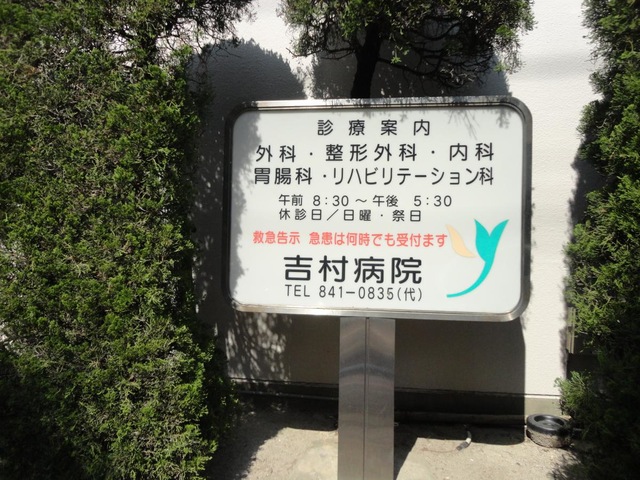 診療案内
外科・整形外科・内科
胃腸科・リハビリテーション科
午前 8:30～午後 5:30
休診日／日曜・祭日
救急告示 急患は何時でも受付ます
吉村病院
TEL 841-0835(代)